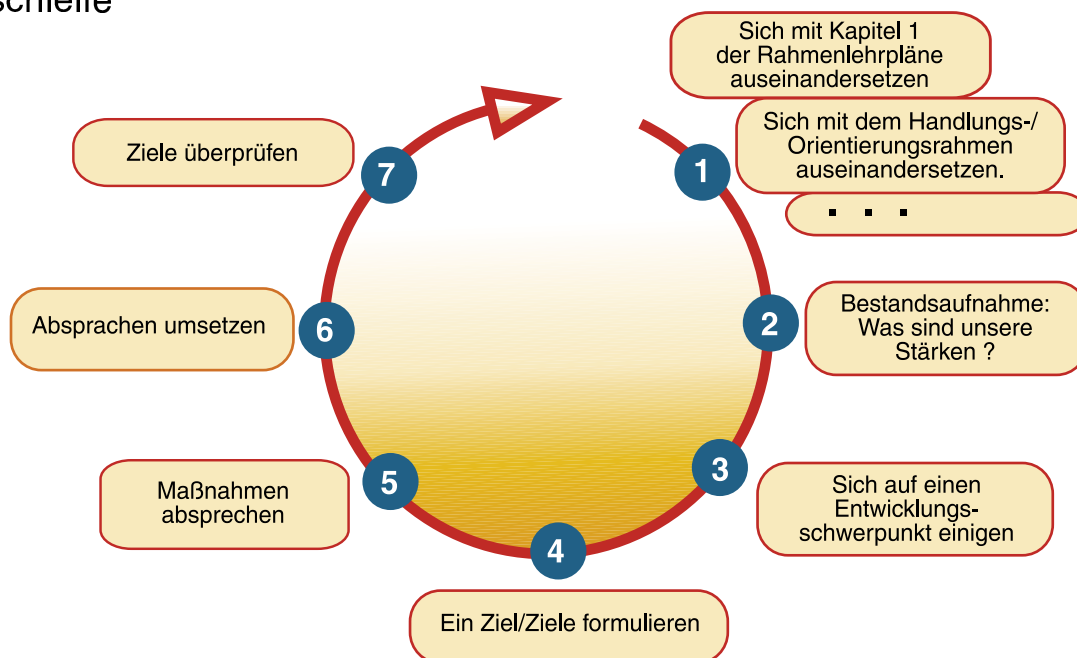 Sich mit Kapitel 1
der Rahmenlehrpläne
auseinandersetzen
Sich mit dem Handlungs-/
Orientierungsrahmen
auseinandersetzen.
. . .
1
2
Bestandsaufnahme:
Was sind unsere
Stärken ?
3
Sich auf einen
Entwicklungs-
schwerpunkt einigen
4
Ein Ziel/Ziele formulieren
5
Maßnahmen
absprechen
6
Absprachen umsetzen
7
Ziele überprüfen